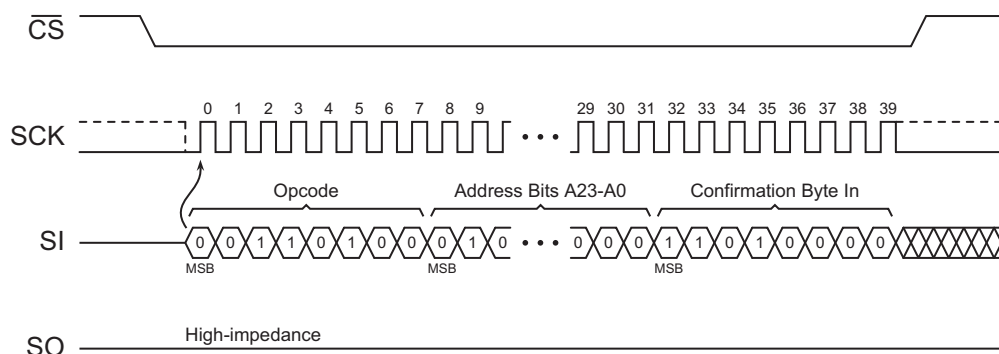 CS
0 1 2 3 4 5 6 7 8 9 29 30 31 32 33 34 35 36 37 38 39
SCK
Opcode Address Bits A23-A0 Confirmation Byte In
SI 0 0 1 1 0 1 0 0 0 1 0 0 0 0 1 1 0 1 0 0 0 0
MSB MSB MSB
High-impedance
SO